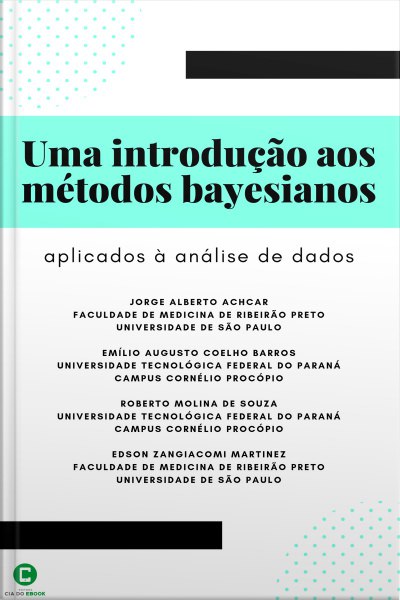 Uma introdução aos
métodos bayesianos
aplicados à análise de dados
JORGE ALBERTO ACHCAR
FACULDADE DE MEDICINA DE RIBEIRÃO PRETO
UNIVERSIDADE DE SÃO PAULO
EMÍLIO AUGUSTO COELHO BARROS
UNIVERSIDADE TECNOLÓGICA FEDERAL DO PARANÁ
CAMPUS CORNÉLIO PROCÓPIO
ROBERTO MOLINA DE SOUZA
UNIVERSIDADE TECNOLÓGICA FEDERAL DO PARANÁ
CAMPUS CORNÉLIO PROCÓPIO
EDSON ZANGIACOMI MARTINEZ
FACULDADE DE MEDICINA DE RIBEIRÃO PRETO
UNIVERSIDADE DE SÃO PAULO
CIA DO EBOOK